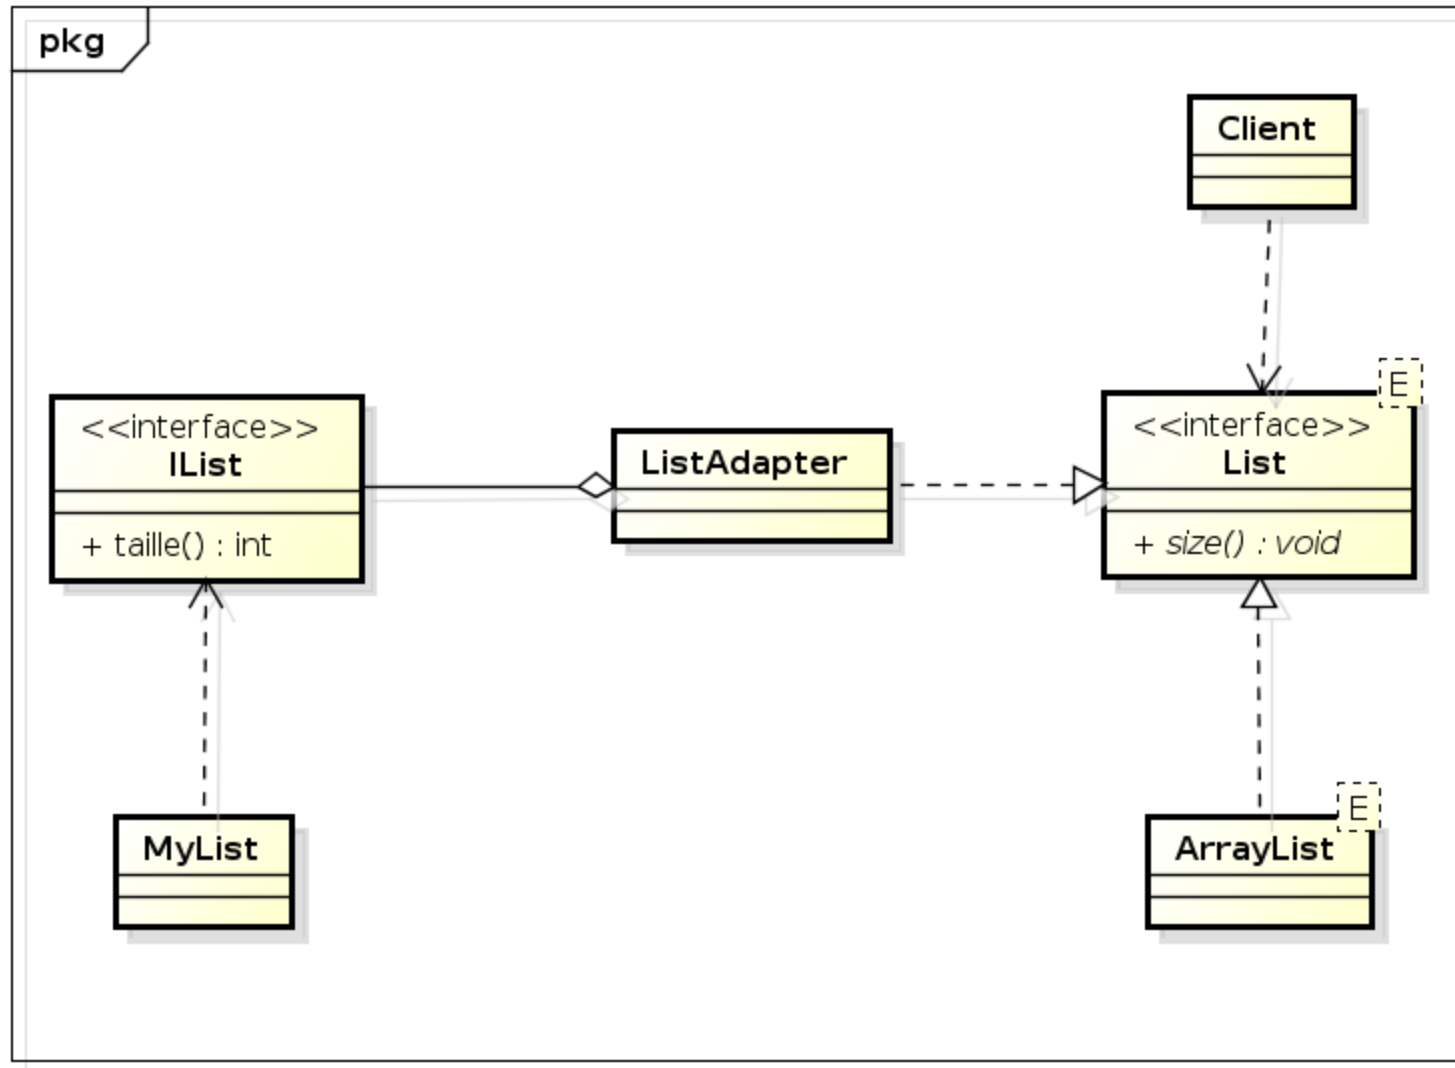 pkg
Client
E
<<interface>>
IList
+ taille() : int
ListAdapter
<<interface>>
List
+ size() : void
MyList
E
ArrayList